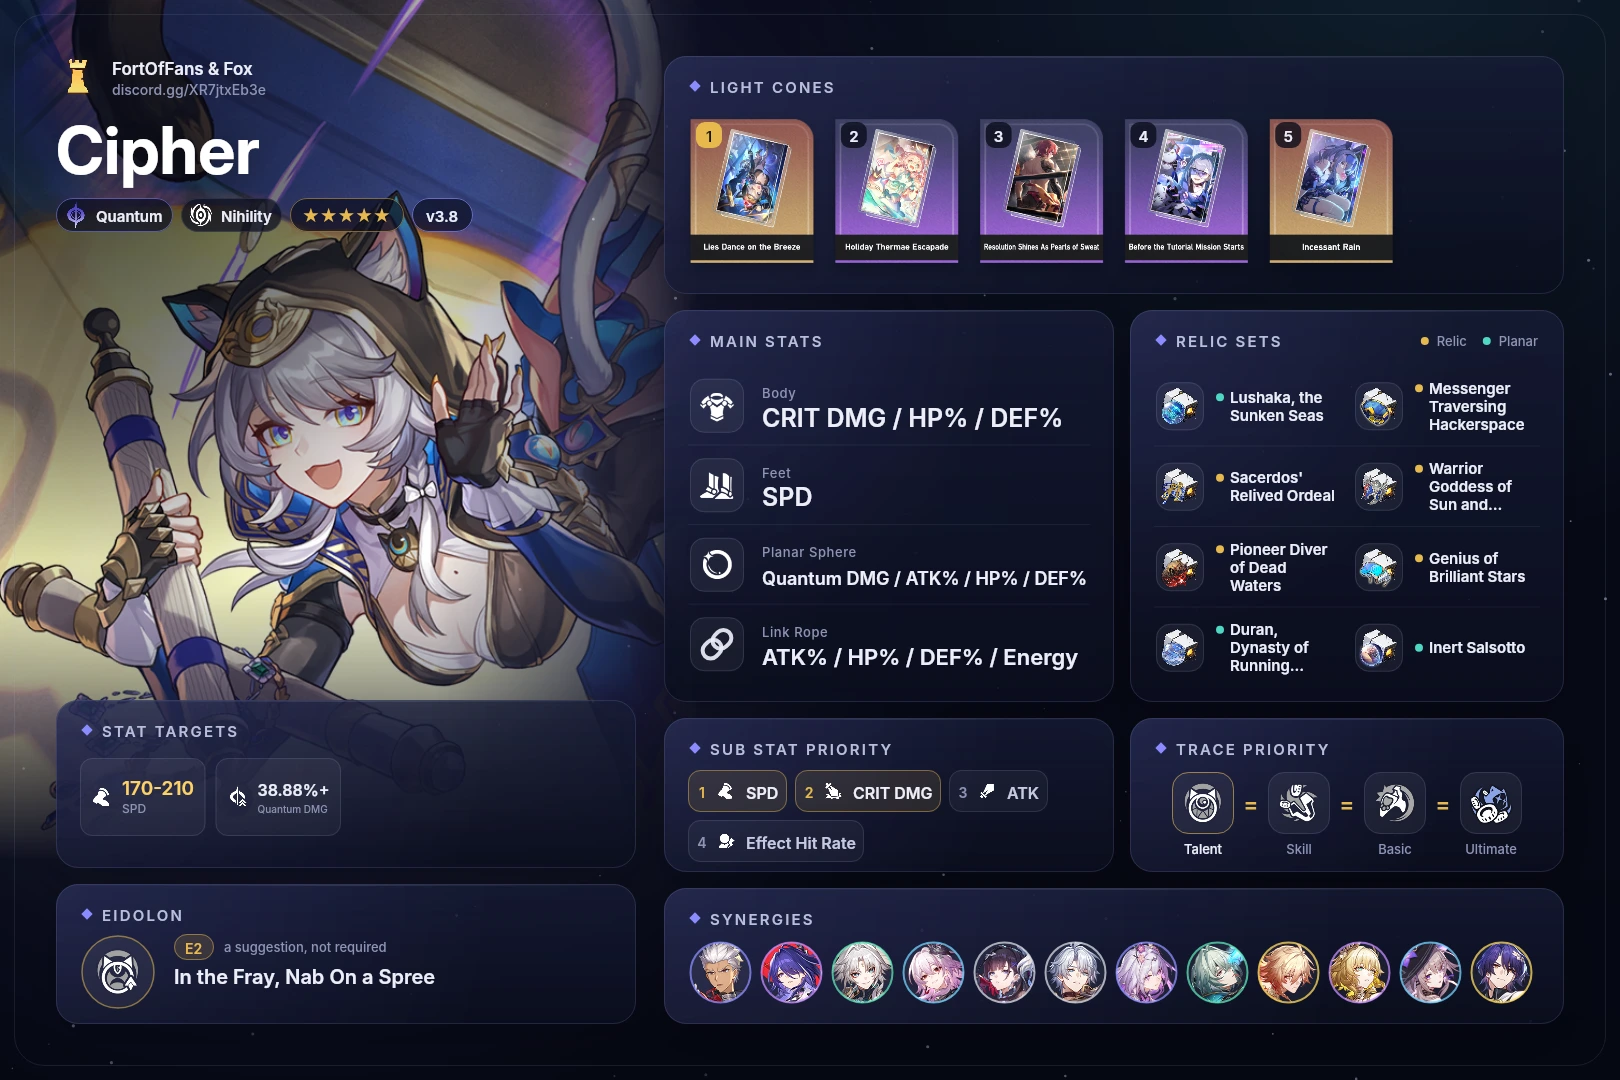 FortOfFans & Fox
discord.gg/XR7jtxEb3e
Cipher
Quantum
Nihility
★★★★★
v3.8
LIGHT CONES
1
Lies Dance on the Breeze
2
Holiday Thermae Escapade
3
Resolution Shines As Pearls of Sweat
4
Before the Tutorial Mission Starts
5
Incessant Rain
MAIN STATS
Body
CRIT DMG / HP% / DEF%
Feet
SPD
Planar Sphere
Quantum DMG / ATK% / HP% / DEF%
Link Rope
ATK% / HP% / DEF% / Energy
RELIC SETS
Relic
Planar
Lushaka, the
Sunken Seas
Messenger
Traversing
Hackerspace
Sacerdos'
Relived Ordeal
Warrior
Goddess of
Sun and...
Pioneer Diver
of Dead
Waters
Genius of
Brilliant Stars
Duran,
Dynasty of
Running...
Inert Salsotto
STAT TARGETS
170-210
SPD
38.88%+
Quantum DMG
SUB STAT PRIORITY
1 SPD
2 CRIT DMG
3 ATK
4 Effect Hit Rate
TRACE PRIORITY
= = =
Talent
Skill
Basic
Ultimate
EIDOLON
E2
a suggestion, not required
In the Fray, Nab On a Spree
SYNERGIES